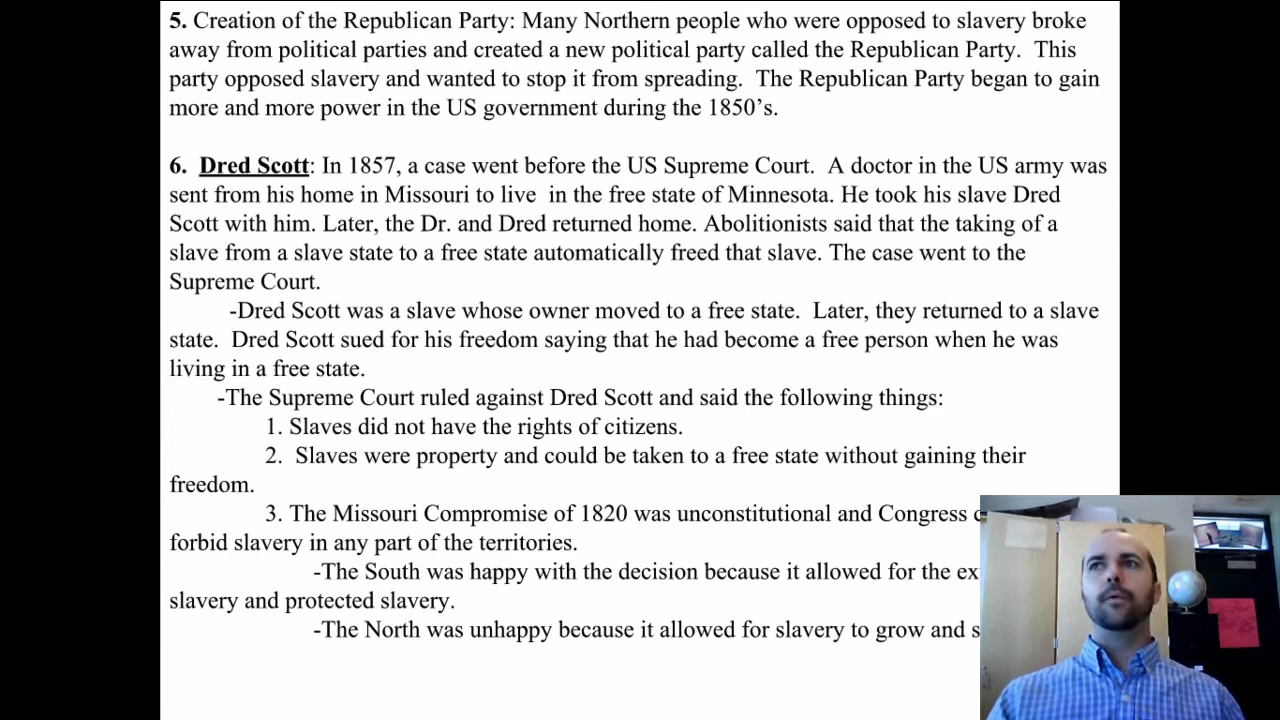 5. Creation of the Republican Party: Many Northern people who were opposed to slavery broke
away from political parties and created a new political party called the Republican Party.  This
party opposed slavery and wanted to stop it from spreading.  The Republican Party began to gain
more and more power in the US government during the 1850's.
6.  Dred Scott: In 1857, a case went before the US Supreme Court.  A doctor in the US army was
sent from his home in Missouri to live  in the free state of Minnesota. He took his slave Dred
Scott with him. Later, the Dr. and Dred returned home. Abolitionists said that the taking of a
slave from a slave state to a free state automatically freed that slave. The case went to the
Supreme Court.
-Dred Scott was a slave whose owner moved to a free state.  Later, they returned to a slave
state.  Dred Scott sued for his freedom saying that he had become a free person when he was
living in a free state.
-The Supreme Court ruled against Dred Scott and said the following things:
1. Slaves did not have the rights of citizens.
2.  Slaves were property and could be taken to a free state without gaining their
freedom.
3. The Missouri Compromise of 1820 was unconstitutional and Congress
forbid slavery in any part of the territories.
-The South was happy with the decision because it allowed for the
slavery and protected slavery.
-The North was unhappy because it allowed for slavery to grow and